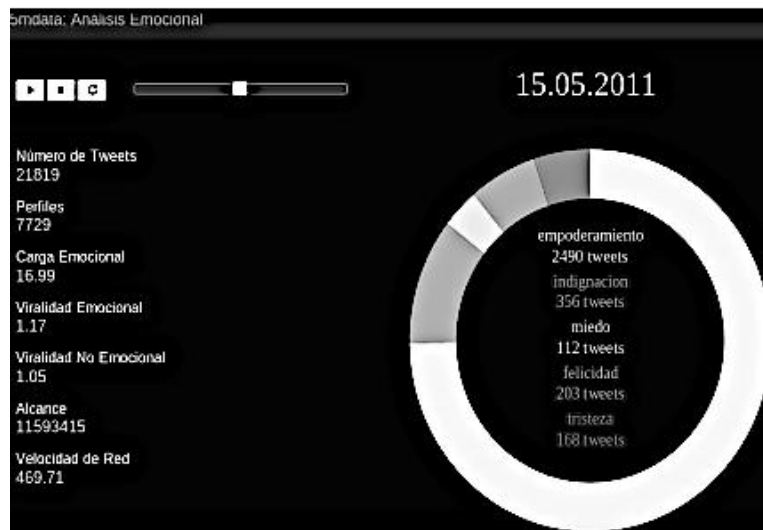 5mdata: Análisis Emocional
15.05.2011
Número de Tweets
21819
Perfiles
7729
Carga Emocional
16.99
Viralidad Emocional
1.17
Viralidad No Emocional
1.05
Alcance
11593415
Velocidad de Red
469.71
empoderamiento
2490 tweets
indignacion
356 tweets
miedo
112 tweets
felicidad
203 tweets
tristeza
168 tweets